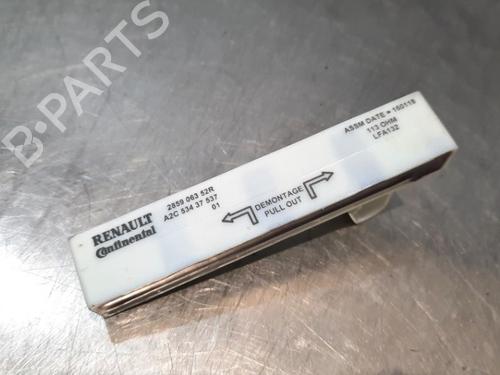 B-PARTS
RENAULT
Continental
2859 063 52R
A2C 534 37 537
01
DEMONTAGE
PULL OUT
ASSM DATE = 160118
113 OHM
LFA132